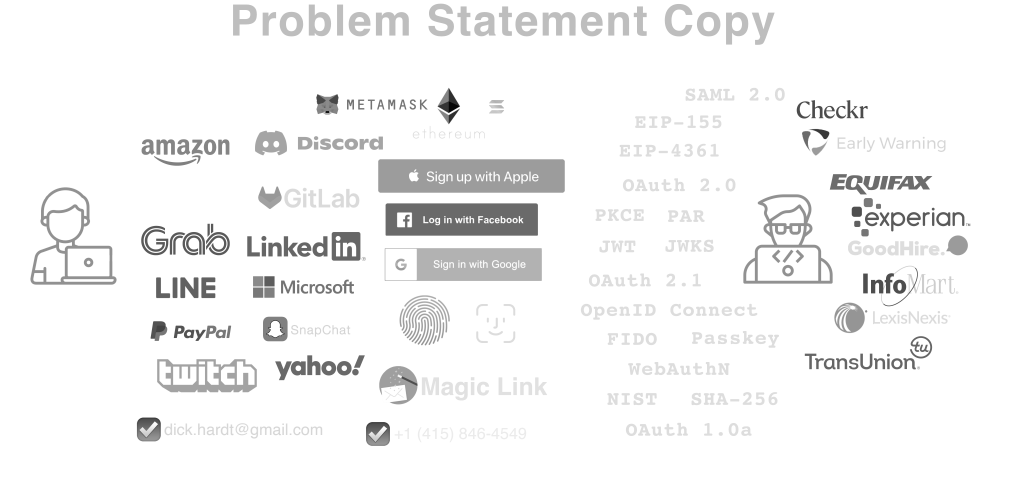 Problem Statement Copy
METAMASK
ethereum
amazon
Discord
Sign up with Apple
GitLab
Log in with Facebook
Grab
Linked in
Sign in with Google
LINE
Microsoft
PayPal
SnapChat
twitch
yahoo!
Magic Link
dick.hardt@gmail.com
+1 (415) 846-4549
SAML 2.0
EIP-155
EIP-4361
OAuth 2.0
PKCE PAR
JWT JWKS
OAuth 2.1
OpenID Connect
FIDO Passkey
WebAuthN
NIST SHA-256
OAuth 1.0a
</>
Checkr
Early Warning
EQUIFAX
experian.
GoodHire.
InfoMart.
LexisNexis
TransUnion.
tu